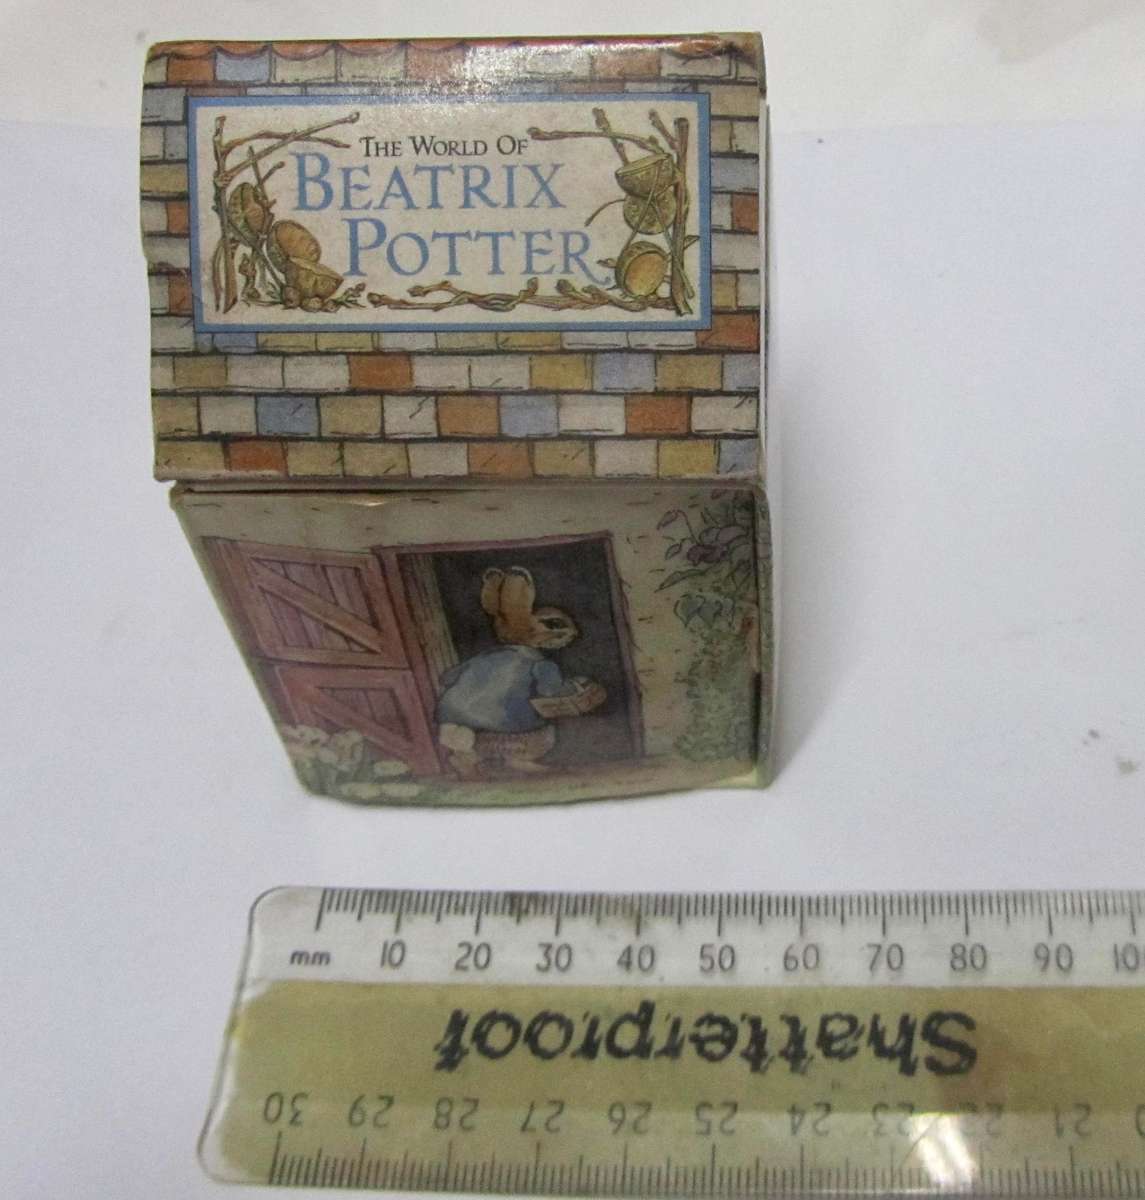 THE WORLD OF
BEATRIX
POTTER
mm 10 20 30 40 50 60 70 80 90 10
Shatterproof
30 29 28 27 26 25 24 23 22 21